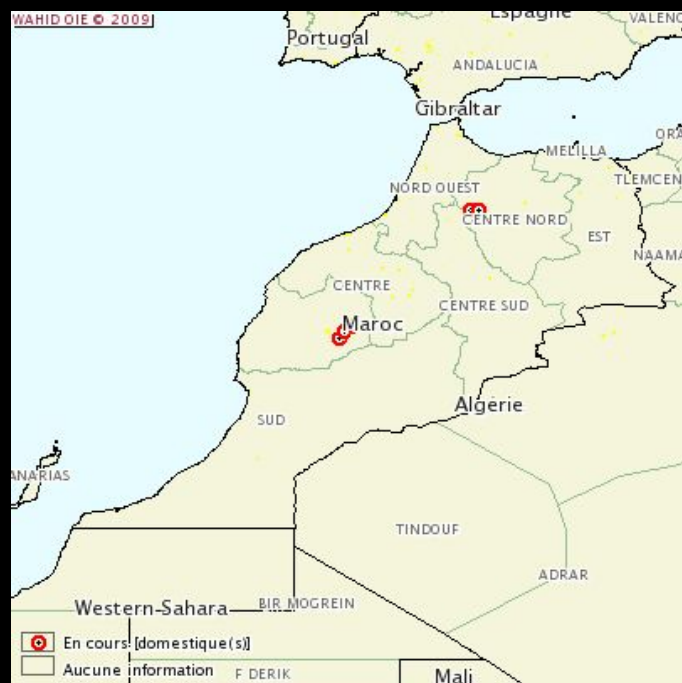 WAHID OIE © 2009
Espagne
VALENC
Portugal
ANDALUCIA
Gibraltar
ORA
MELILLA
TLEMCEN
NORD OUEST
CENTRE NORD
EST
NAAMA
CENTRE
CENTRE SUD
Maroc
Algérie
SUD
ANARIAS
TINDOUF
ADRAR
Western-Sahara
BIR MOGREIN
En cours [domestique(s)]
Aucune information
F DERIK
Mali